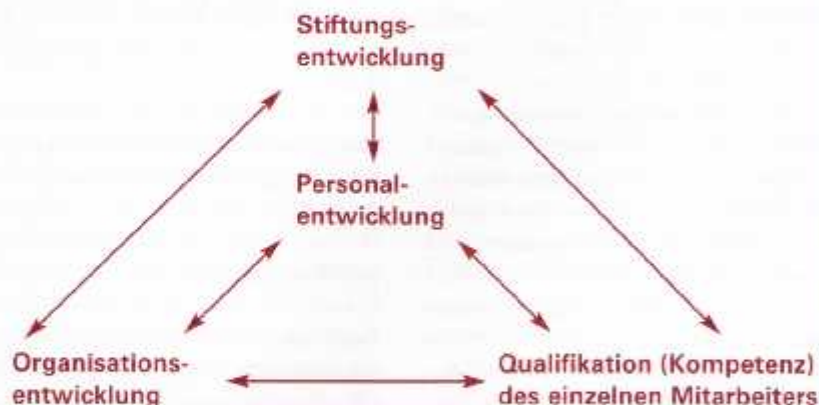 Stiftungs-
entwicklung
Personal-
entwicklung
Organisations-
entwicklung
Qualifikation (Kompetenz)
des einzelnen Mitarbeiters